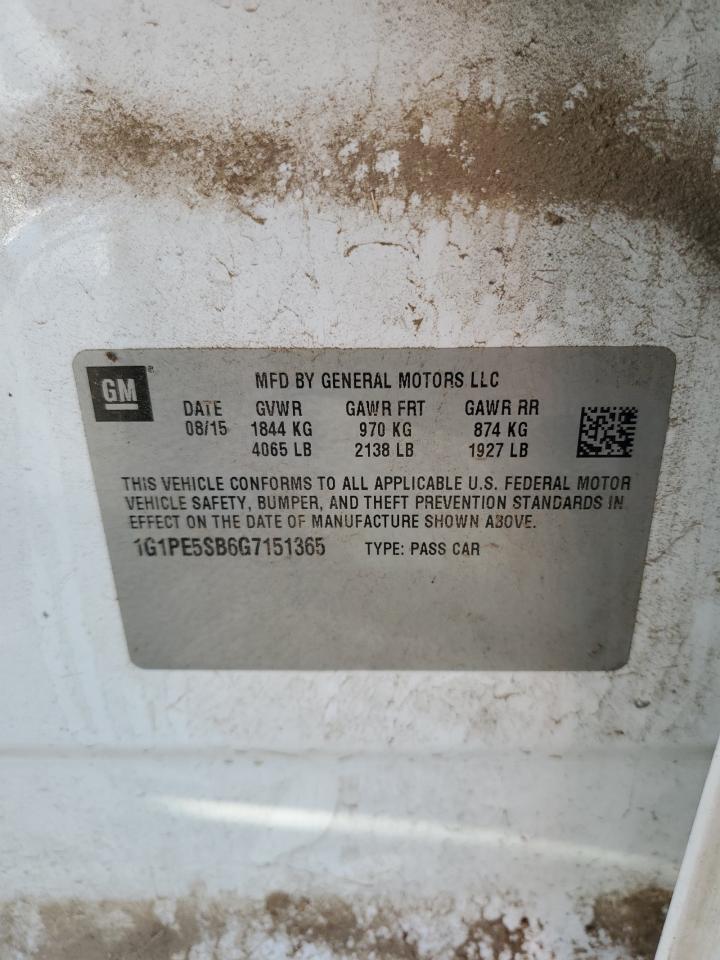 GM
MFD BY GENERAL MOTORS LLC
DATE GVWR GAWR FRT GAWR RR
08/15 1844 KG 970 KG 874 KG
4065 LB 2138 LB 1927 LB
THIS VEHICLE CONFORMS TO ALL APPLICABLE U.S. FEDERAL MOTOR
VEHICLE SAFETY, BUMPER, AND THEFT PREVENTION STANDARDS IN
EFFECT ON THE DATE OF MANUFACTURE SHOWN ABOVE.
1G1PE5SB6G7151365 TYPE: PASS CAR